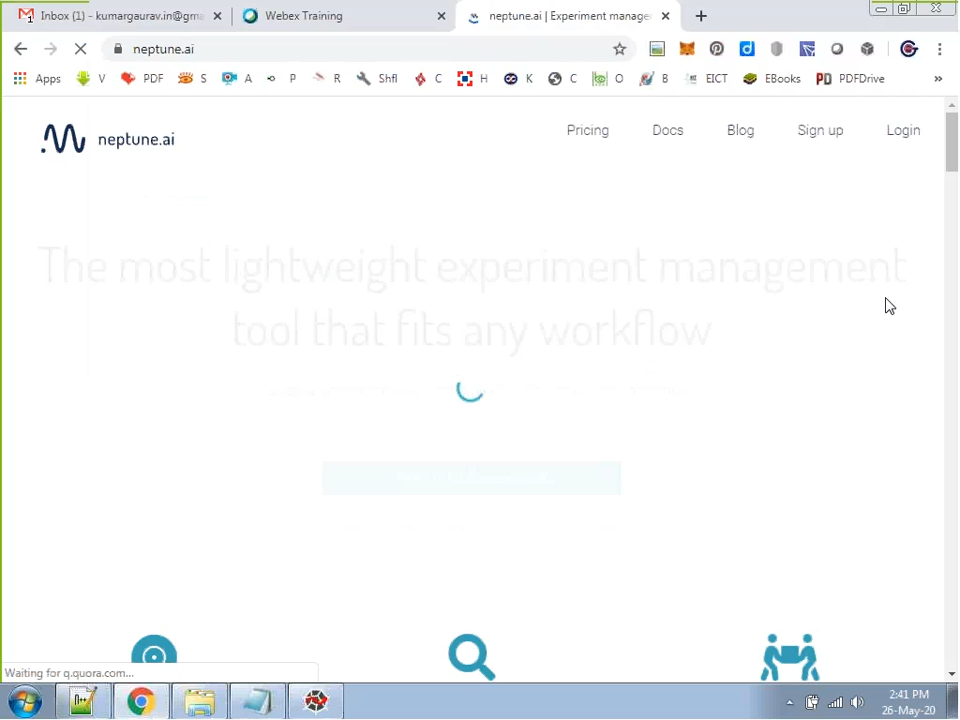 Inbox (1) - kumargaurav.in@gma
Webex Training
neptune.ai | Experiment manage
neptune.ai
Apps
V
PDF
S
A
P
R
Shfl
C
H
K
C
O
B
EICT
EBooks
PDFDrive
»
neptune.ai
Pricing
Docs
Blog
Sign up
Login
The most lightweight experiment management
tool that fits any workflow
Waiting for q.quora.com...
2:41 PM
26-May-20